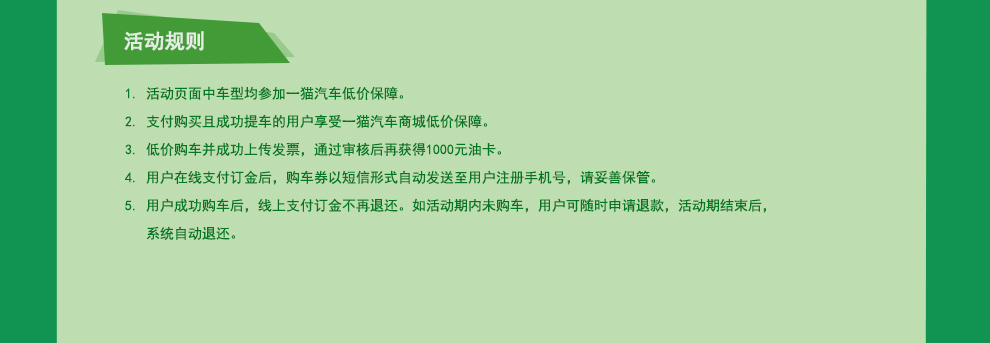 活动规则
1. 活动页面中车型均参加一猫汽车低价保障。
2. 支付购买且成功提车的用户享受一猫汽车商城低价保障。
3. 低价购车并成功上传发票，通过审核后再获得1000元油卡。
4. 用户在线支付订金后，购车券以短信形式自动发送至用户注册手机号，请妥善保管。
5. 用户成功购车后，线上支付订金不再退还。如活动期内未购车，用户可随时申请退款，活动期结束后，
系统自动退还。